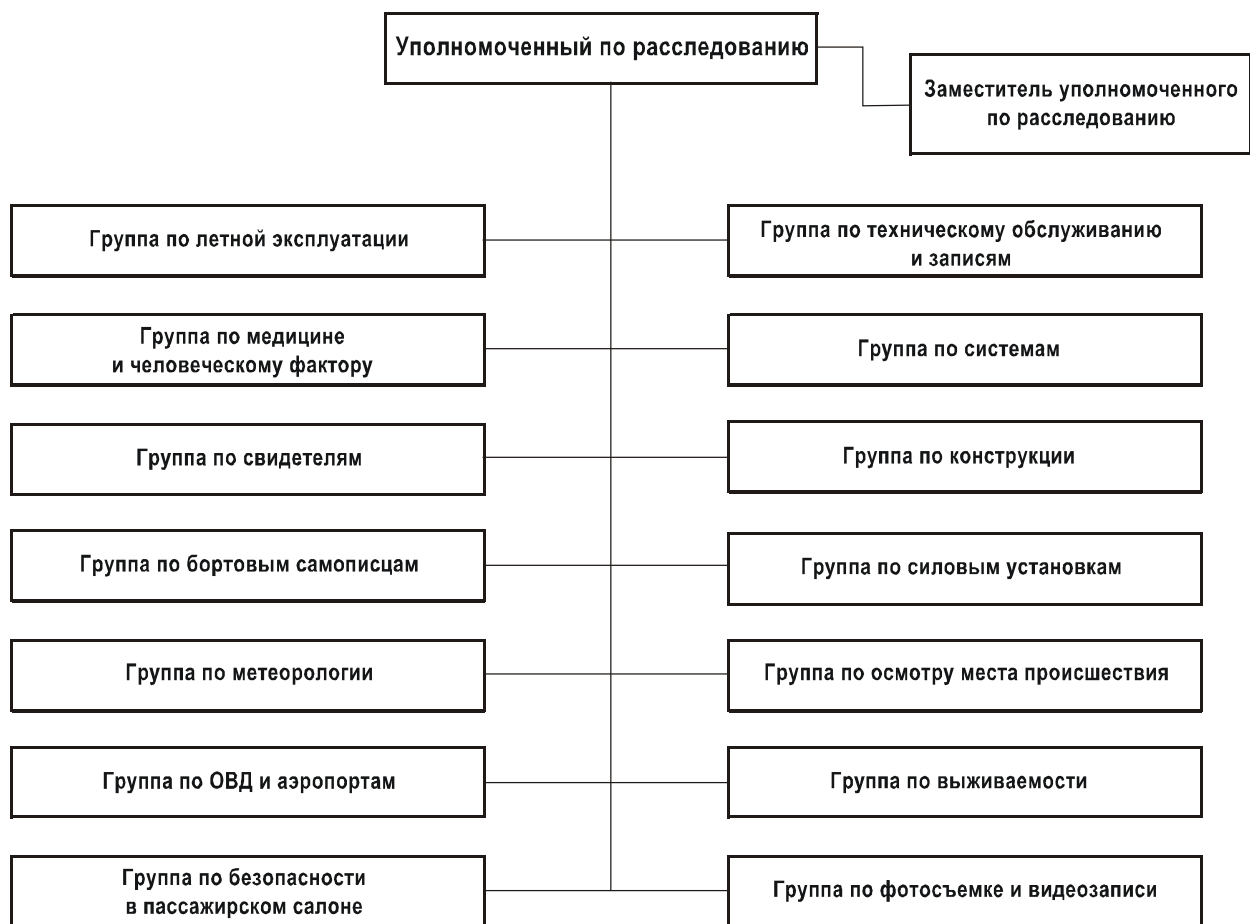 Уполномоченный по расследованию
Заместитель уполномоченного
по расследованию
Группа по летной эксплуатации
Группа по техническому обслуживанию
и записям
Группа по медицине
и человеческому фактору
Группа по системам
Группа по свидетелям
Группа по конструкции
Группа по бортовым самописцам
Группа по силовым установкам
Группа по метеорологии
Группа по осмотру места происшествия
Группа по ОВД и аэропортам
Группа по выживаемости
Группа по безопасности
в пассажирском салоне
Группа по фотосъемке и видеозаписи